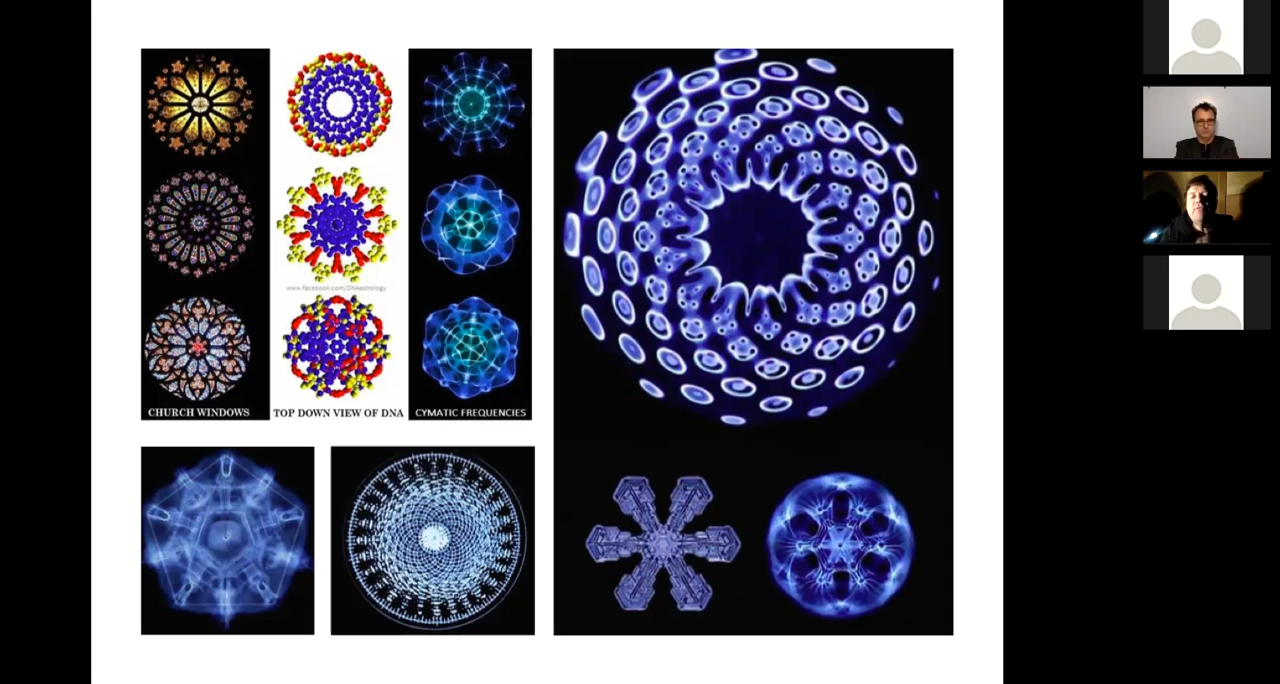 www.facebook.com/DNAastrology
CHURCH WINDOWS
TOP DOWN VIEW OF DNA
CYMATIC FREQUENCIES